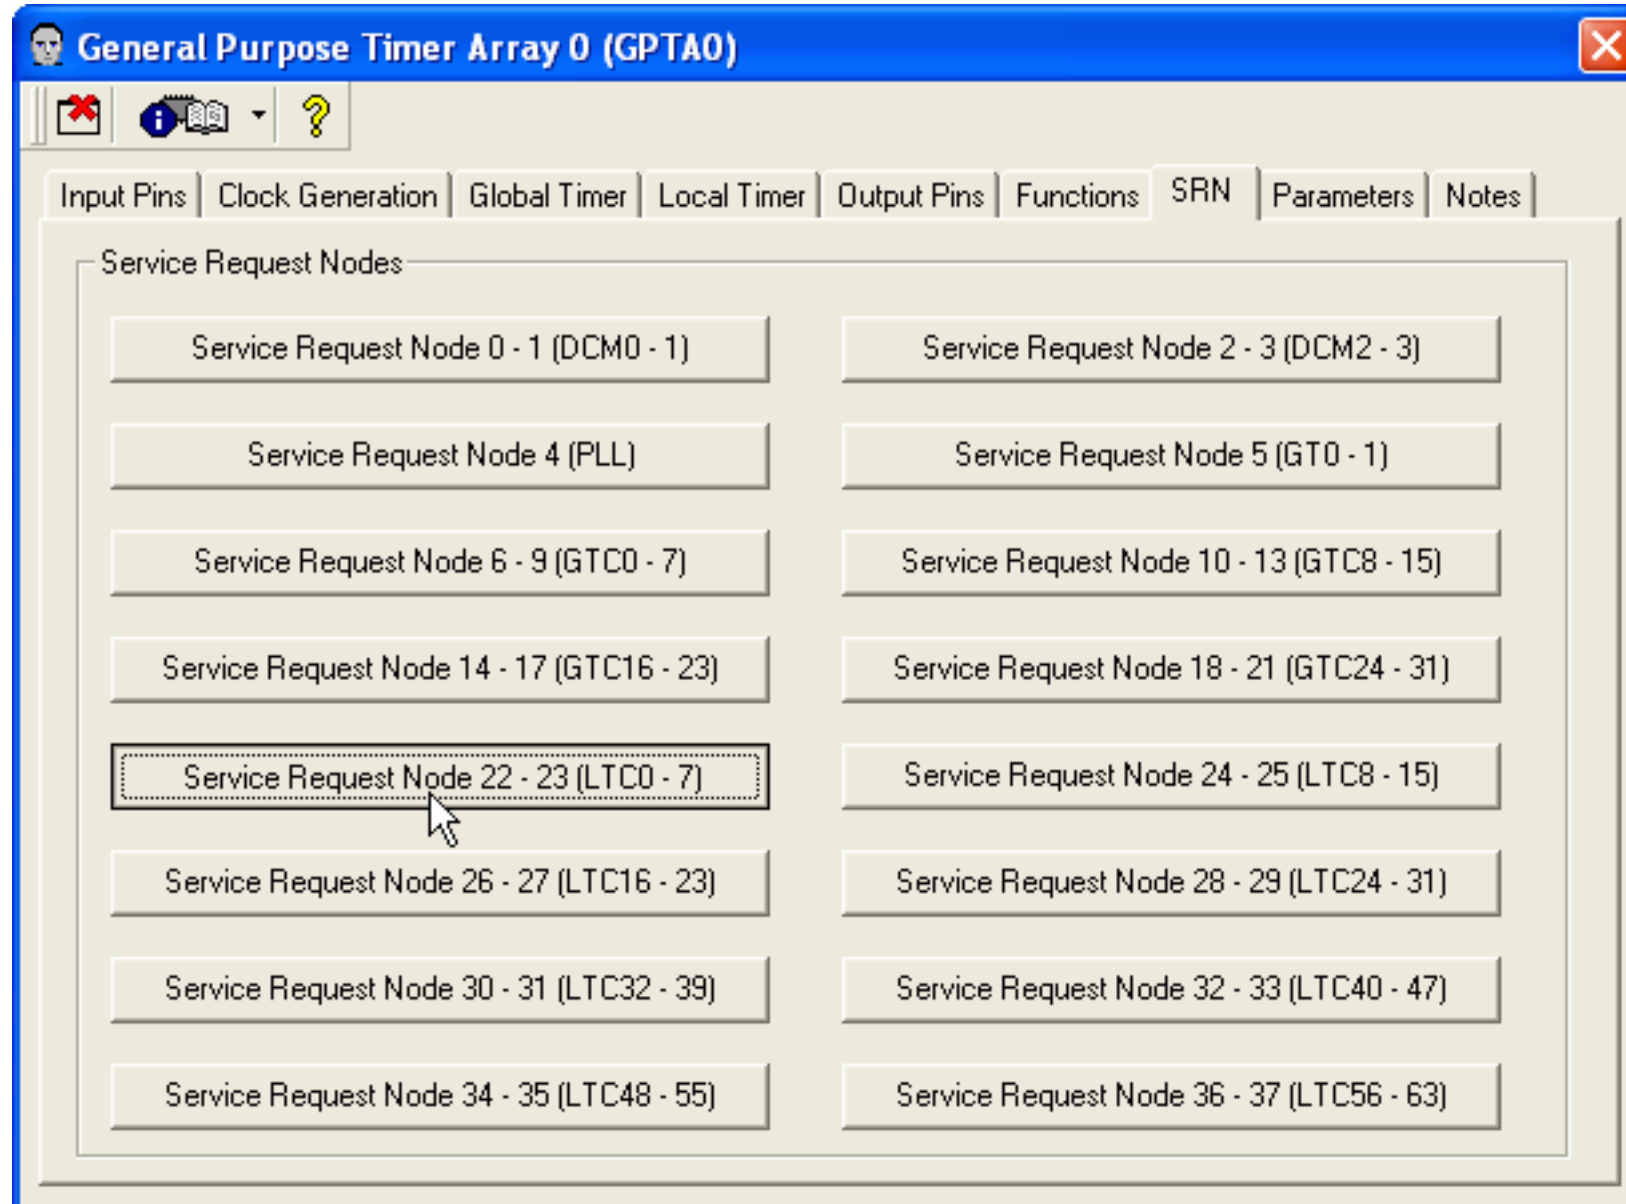 General Purpose Timer Array 0 (GPTA0)
Input Pins
Clock Generation
Global Timer
Local Timer
Output Pins
Functions
SRN
Parameters
Notes
Service Request Nodes
Service Request Node 0 - 1 (DCM0 - 1)
Service Request Node 2 - 3 (DCM2 - 3)
Service Request Node 4 (PLL)
Service Request Node 5 (GT0 - 1)
Service Request Node 6 - 9 (GTC0 - 7)
Service Request Node 10 - 13 (GTC8 - 15)
Service Request Node 14 - 17 (GTC16 - 23)
Service Request Node 18 - 21 (GTC24 - 31)
Service Request Node 22 - 23 (LTC0 - 7)
Service Request Node 24 - 25 (LTC8 - 15)
Service Request Node 26 - 27 (LTC16 - 23)
Service Request Node 28 - 29 (LTC24 - 31)
Service Request Node 30 - 31 (LTC32 - 39)
Service Request Node 32 - 33 (LTC40 - 47)
Service Request Node 34 - 35 (LTC48 - 55)
Service Request Node 36 - 37 (LTC56 - 63)